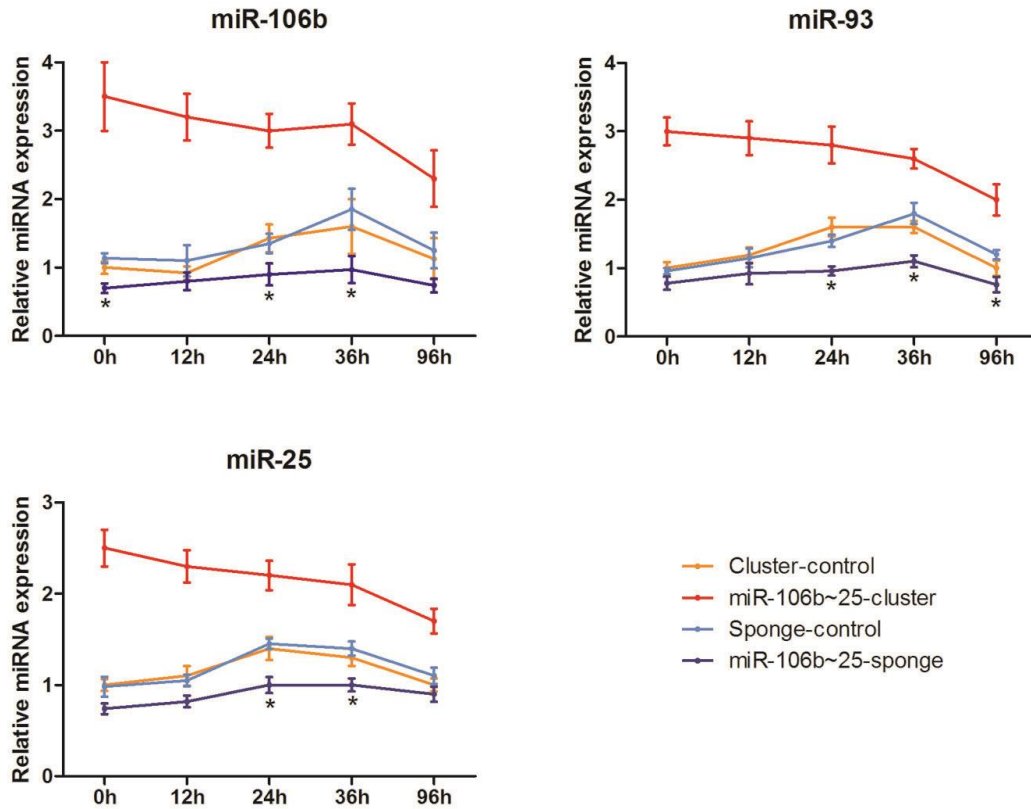 miR-106b
Relative miRNA expression
4
3
2
1
0
0h 12h 24h 36h 96h
* * *
miR-93
Relative miRNA expression
4
3
2
1
0
0h 12h 24h 36h 96h
* * *
miR-25
Relative miRNA expression
3
2
1
0
0h 12h 24h 36h 96h
* *
Cluster-control
miR-106b~25-cluster
Sponge-control
miR-106b~25-sponge